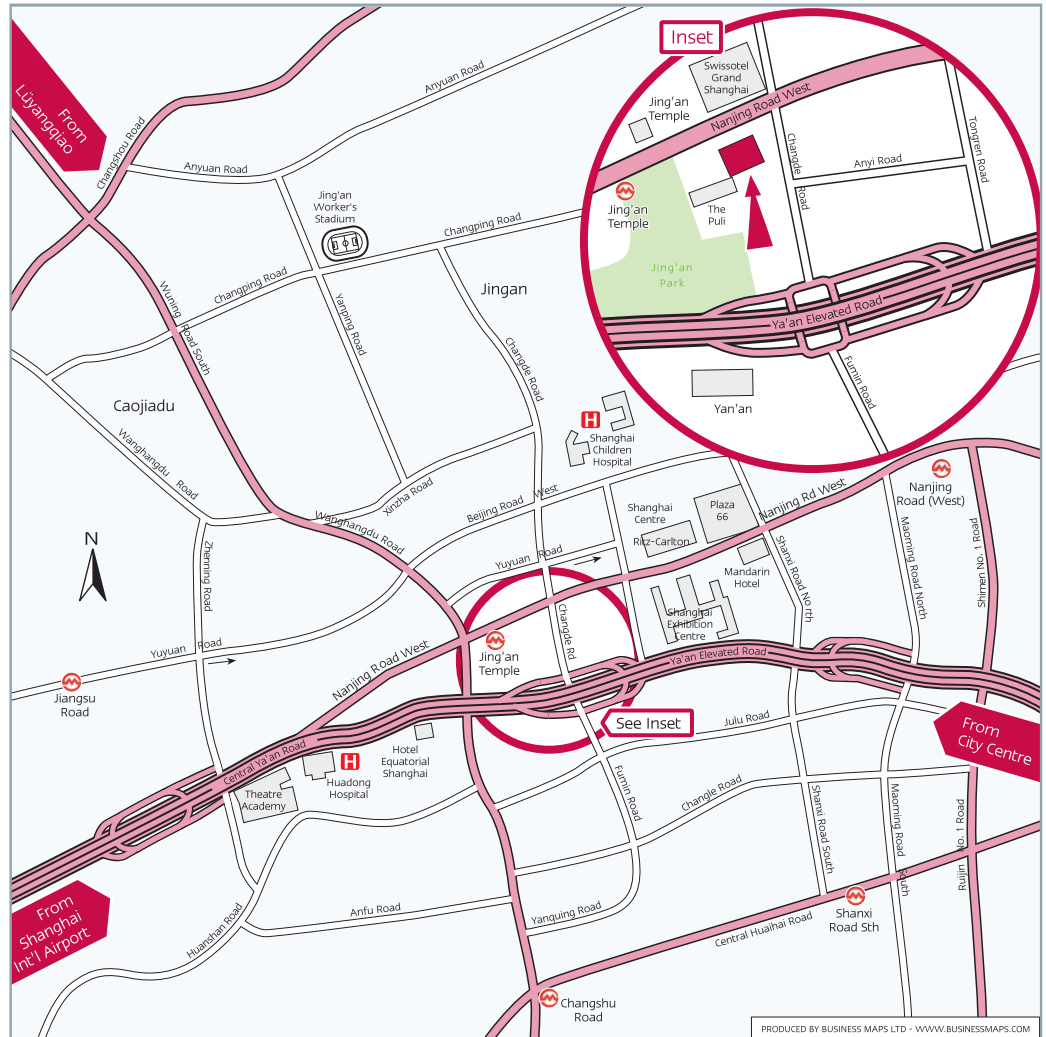 Inset
From
Lüyangqiao
Changshou Road
Anyuan Road
Anyuan Road
Swissotel
Grand
Shanghai
Jing'an
Temple
Nanjing Road West
Changde
Road
Tongren Road
Anyi Road
Jing'an
Temple
The
Puli
Jing'an
Park
Ya'an Elevated Road
Fumin Road
Yan'an
Jing'an
Worker's
Stadium
Changping Road
Changping Road
Jingan
Wuning
Road South
Yanping Road
Changde Road
Caojiadu
Wanghangdu
Road
Shanghai
Children
Hospital
Xinzha Road
Beijing Road
West
Wanghangdu Road
Shanghai
Centre
Ritz-Carlton
Plaza
66
Nanjing Rd West
Nanjing
Road (West)
N
Zhenning Road
Yuyuan
Road
Mandarin
Hotel
Shanxi Road North
Maoming Road North
Shimen No. 1 Road
Shanghai
Exhibition
Centre
Changde Rd
Yuyuan
Road
Jiangsu
Road
Nanjing Road West
Jing'an
Temple
Ya'an Elevated Road
See Inset
From
City Centre
Julu Road
Central Ya'an Road
Hotel
Equatorial
Shanghai
H
Huadong
Hospital
H
Theatre
Academy
Fumin Road
Changle Road
Shanxi Road South
Maoming Road
South
Ruijin
No. 1 Road
From
Shanghai
Int'l Airport
Huanshan Road
Anfu Road
Yanquing Road
Central Huaihai Road
Shanxi
Road Sth
Changshu
Road
PRODUCED BY BUSINESS MAPS LTD - WWW.BUSINESSMAPS.COM